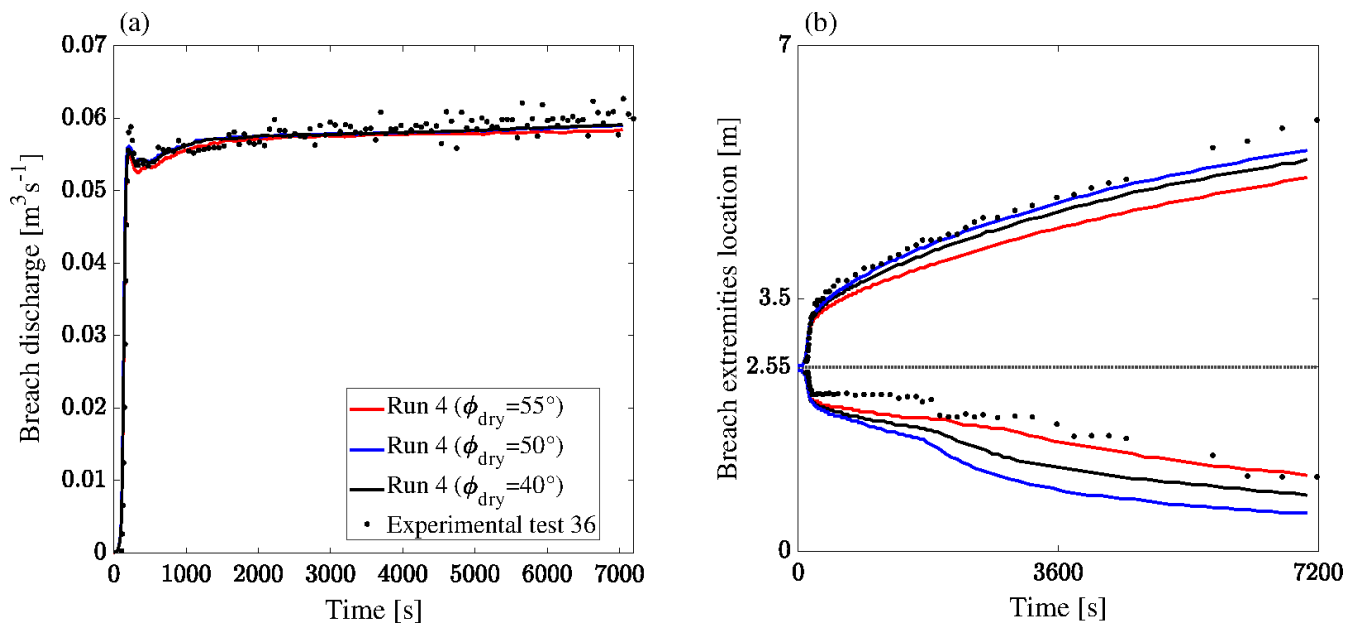 (a)
0.07
0.06
0.05
0.04
0.03
0.02
0.01
0
Breach discharge [m³s⁻¹]
0 1000 2000 3000 4000 5000 6000 7000
Time [s]
Run 4 (ϕdry=55°)
Run 4 (ϕdry=50°)
Run 4 (ϕdry=40°)
Experimental test 36
(b)
7
3.5
2.55
0
Breach extremities location [m]
0 3600 7200
Time [s]